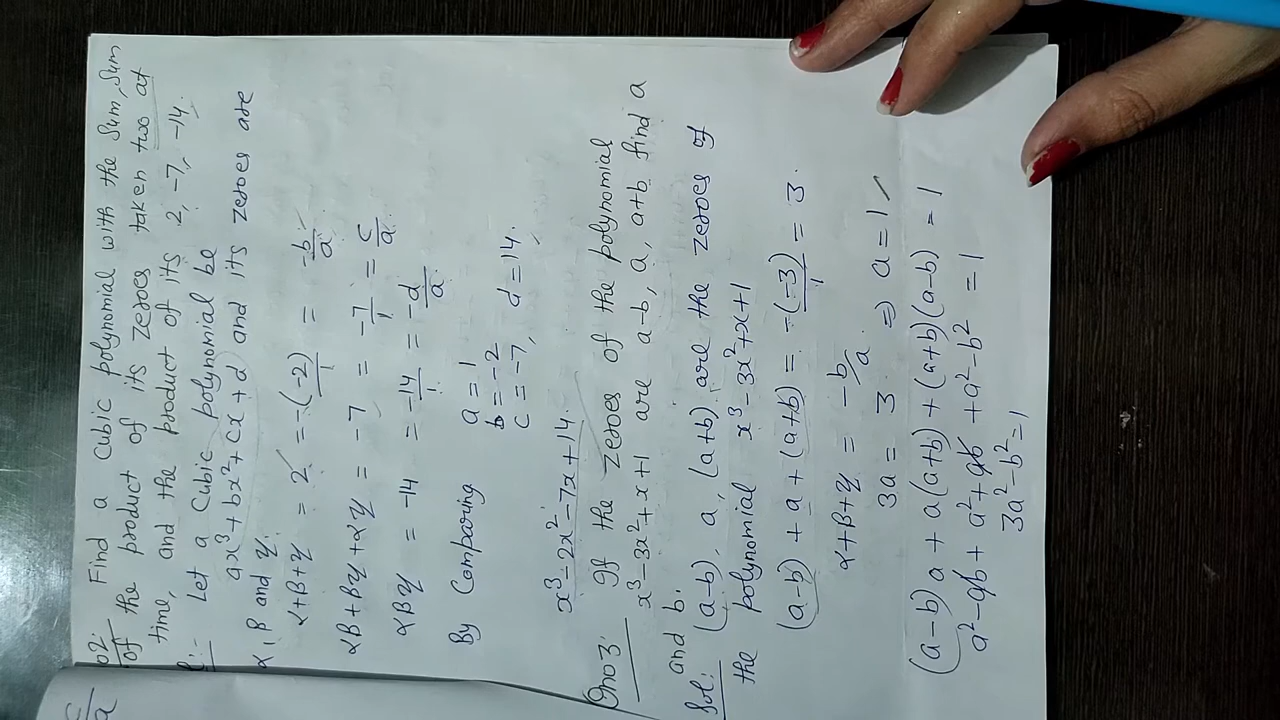 Q2. Find a cubic polynomial with the sum, sum
of the product of its zeroes taken two at
time, and the product of its 2, -7, -14.
Let a cubic polynomial be
ax³ + bx² + cx + d and its zeroes are
α, β and γ.
α+β+γ = 2 = -(-2)/1 = -b/a
αβ + βγ + αγ = -7 = -7/1 = c/a
αβγ = -14 = -14/1 = -d/a
By Comparing a = 1
b = -2
c = -7, d = 14.
x³ - 2x² - 7x + 14.
Qno3. If the zeroes of the polynomial
x³ - 3x² + x + 1 are a-b, a, a+b find a
and b.
Sol: (a-b), a, (a+b) are the zeroes of
the polynomial x³ - 3x² + x + 1
(a-b) + a + (a+b) = -(-3)/1 = 3.
α+β+γ = -b/a
3a = 3 ⇒ a = 1
(a-b)a + a(a+b) + (a+b)(a-b) = 1
a² - ab + a² + ab + a² - b² = 1
3a² - b² = 1